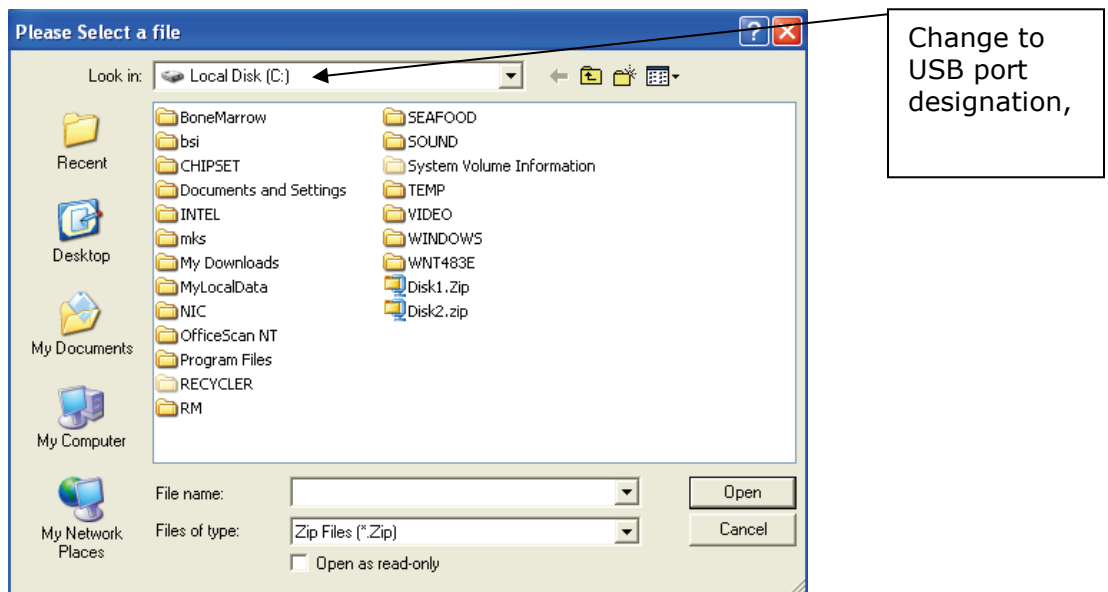 Please Select a file
Look in: Local Disk (C:)
Change to
USB port
designation,
Recent
Desktop
My Documents
My Computer
My Network
Places
BoneMarrow
bsi
CHIPSET
Documents and Settings
INTEL
mks
My Downloads
MyLocalData
NIC
OfficeScan NT
Program Files
RECYCLER
RM
SEAFOOD
SOUND
System Volume Information
TEMP
VIDEO
WINDOWS
WNT483E
Disk1.Zip
Disk2.zip
File name:
Open
Files of type: Zip Files (*.Zip)
Cancel
Open as read-only